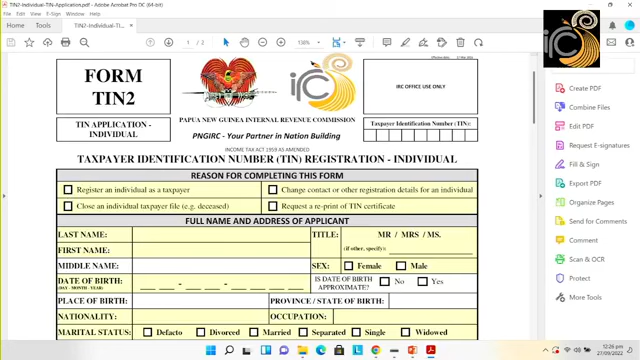 TIN2-Individual-TIN-Application.pdf - Adobe Acrobat Pro DC (64-bit)
File Edit View E-Sign Window Help
Home Tools TIN2-Individual-TIN-... ×
1 / 2 138%
FORM
TIN2
TIN APPLICATION -
INDIVIDUAL
irc
PAPUA NEW GUINEA INTERNAL REVENUE COMMISSION
PNGIRC - Your Partner in Nation Building
IRC OFFICE USE ONLY
Taxpayer Identification Number (TIN)
INCOME TAX ACT 1959 AS AMENDED
TAXPAYER IDENTIFICATION NUMBER (TIN) REGISTRATION - INDIVIDUAL
REASON FOR COMPLETING THIS FORM
Register an individual as a taxpayer
Change contact or other registration details for an individual
Close an individual taxpayer file (e.g. deceased)
Request a re-print of TIN certificate
FULL NAME AND ADDRESS OF APPLICANT
LAST NAME:
TITLE: MR / MRS / MS.
(if other, specify):
FIRST NAME:
MIDDLE NAME:
SEX: Female Male
DATE OF BIRTH:
(DAY - MONTH - YEAR)
IS DATE OF BIRTH
APPROXIMATE? No Yes
PLACE OF BIRTH:
PROVINCE / STATE OF BIRTH:
NATIONALITY:
OCCUPATION:
MARITAL STATUS: Defacto Divorced Married Separated Single Widowed
irc
Create PDF
Combine Files
Edit PDF
Request E-signatures
Fill & Sign
Export PDF
Organize Pages
Send for Comments
Comment
Scan & OCR
Protect
More Tools
12:26 pm
27/09/2022